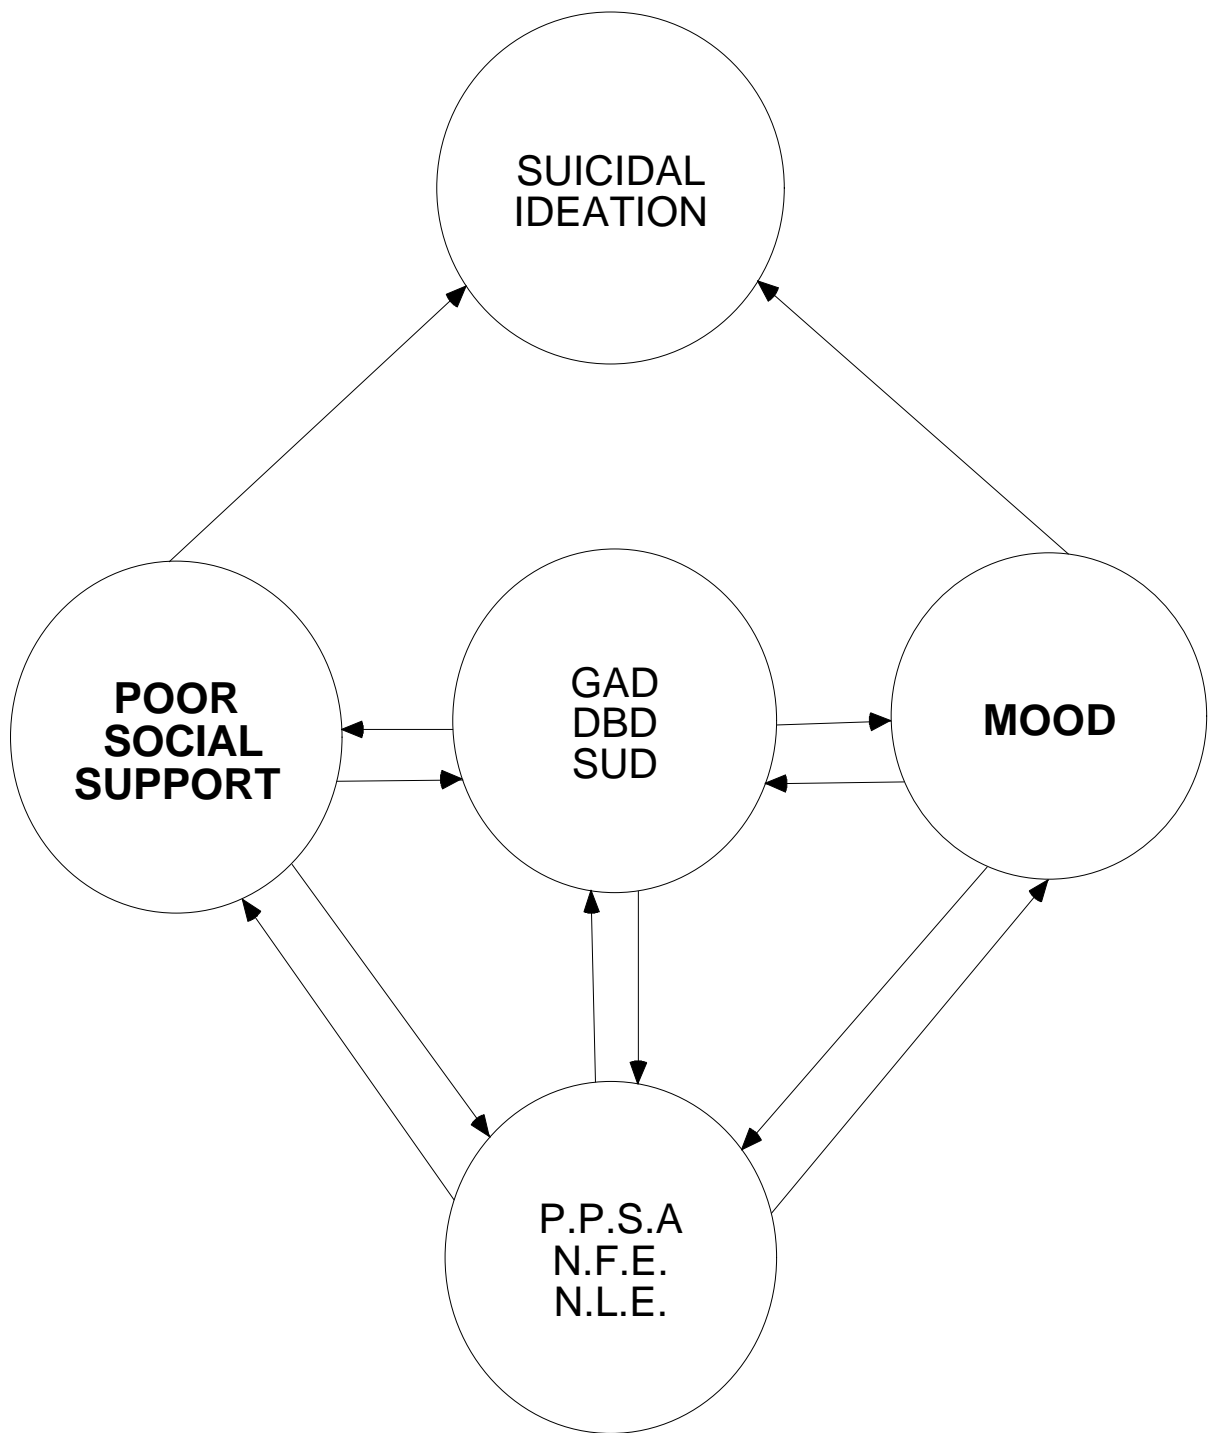 SUICIDAL
IDEATION
POOR
SOCIAL
SUPPORT
GAD
DBD
SUD
MOOD
P.P.S.A
N.F.E.
N.L.E.